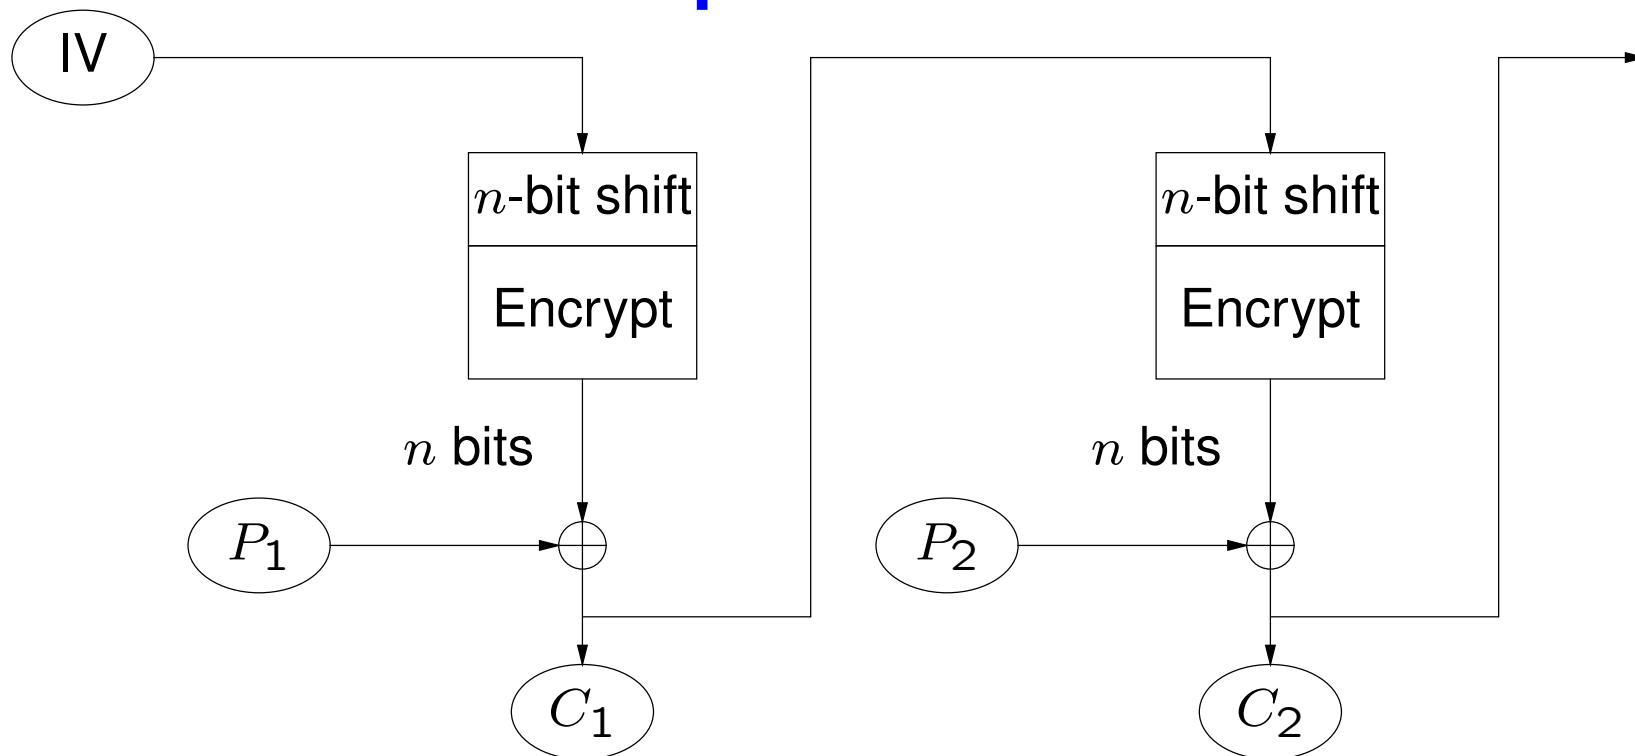 IV
n-bit shift
n-bit shift
Encrypt
Encrypt
n bits
n bits
P1
P2
C1
C2